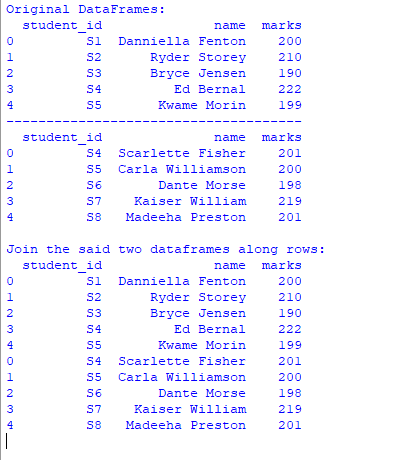 Original DataFrames:
  student_id              name  marks
0         S1  Danniella Fenton    200
1         S2      Ryder Storey    210
2         S3      Bryce Jensen    190
3         S4         Ed Bernal    222
4         S5       Kwame Morin    199
-------------------------------------
  student_id              name  marks
0         S4  Scarlette Fisher    201
1         S5  Carla Williamson    200
2         S6       Dante Morse    198
3         S7    Kaiser William    219
4         S8   Madeeha Preston    201

Join the said two dataframes along rows:
  student_id              name  marks
0         S1  Danniella Fenton    200
1         S2      Ryder Storey    210
2         S3      Bryce Jensen    190
3         S4         Ed Bernal    222
4         S5       Kwame Morin    199
0         S4  Scarlette Fisher    201
1         S5  Carla Williamson    200
2         S6       Dante Morse    198
3         S7    Kaiser William    219
4         S8   Madeeha Preston    201